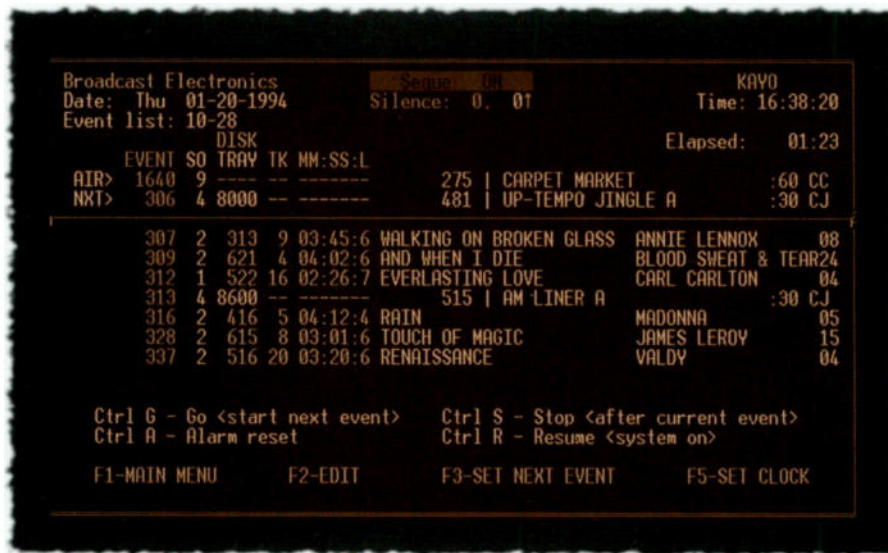 Broadcast Electronics Segue: ON KAYO
Date: Thu 01-20-1994 Silence: 0. 0↑ Time: 16:38:20
Event list: 10-28
DISK Elapsed: 01:23
EVENT SO TRAY TK MM:SS:L
AIR> 1640 9 ---- -- ------- 275 | CARPET MARKET :60 CC
NXT> 306 4 8000 -- ------- 481 | UP-TEMPO JINGLE A :30 CJ
307 2 313 9 03:45:6 WALKING ON BROKEN GLASS ANNIE LENNOX 08
309 2 621 4 04:02:6 AND WHEN I DIE BLOOD SWEAT & TEAR24
312 1 522 16 02:26:7 EVERLASTING LOVE CARL CARLTON 04
313 4 8600 -- ------- 515 | AM LINER A :30 CJ
316 2 416 5 04:12:4 RAIN MADONNA 05
328 2 615 8 03:01:6 TOUCH OF MAGIC JAMES LEROY 15
337 2 516 20 03:20:6 RENAISSANCE VALDY 04
Ctrl G - Go <start next event> Ctrl S - Stop <after current event>
Ctrl A - Alarm reset Ctrl R - Resume <system on>
F1-MAIN MENU F2-EDIT F3-SET NEXT EVENT F5-SET CLOCK